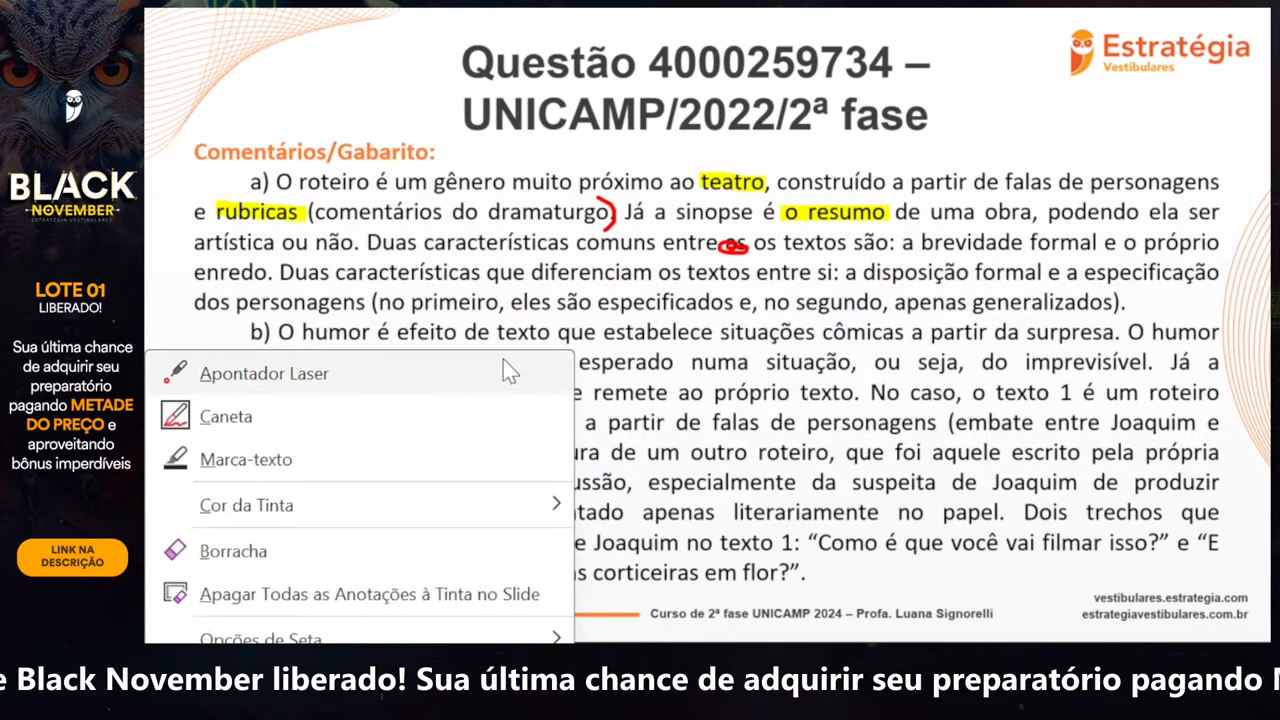 BLACK
NOVEMBER
ESTRATÉGIA VESTIBULARES
LOTE 01
LIBERADO!
Sua última chance
de adquirir seu
preparatório
pagando METADE
DO PREÇO e
aproveitando
bônus imperdíveis
LINK NA
DESCRIÇÃO
Questão 4000259734 –
UNICAMP/2022/2ª fase
Estratégia
Vestibulares
Comentários/Gabarito:
a) O roteiro é um gênero muito próximo ao teatro, construído a partir de falas de personagens
e rubricas (comentários do dramaturgo). Já a sinopse é o resumo de uma obra, podendo ela ser
artística ou não. Duas características comuns entre os os textos são: a brevidade formal e o próprio
enredo. Duas características que diferenciam os textos entre si: a disposição formal e a especificação
dos personagens (no primeiro, eles são especificados e, no segundo, apenas generalizados).
b) O humor é efeito de texto que estabelece situações cômicas a partir da surpresa. O humor
esperado numa situação, ou seja, do imprevisível. Já a
e remete ao próprio texto. No caso, o texto 1 é um roteiro
a partir de falas de personagens (embate entre Joaquim e
ura de um outro roteiro, que foi aquele escrito pela própria
ussão, especialmente da suspeita de Joaquim de produzir
tado apenas literariamente no papel. Dois trechos que
e Joaquim no texto 1: “Como é que você vai filmar isso?” e “E
s corticeiras em flor?”.
Apontador Laser
Caneta
Marca-texto
Cor da Tinta
Borracha
Apagar Todas as Anotações à Tinta no Slide
Opções de Seta
Curso de 2ª fase UNICAMP 2024 – Profa. Luana Signorelli
vestibulares.estrategia.com
estrategiavestibulares.com.br
e Black November liberado! Sua última chance de adquirir seu preparatório pagando